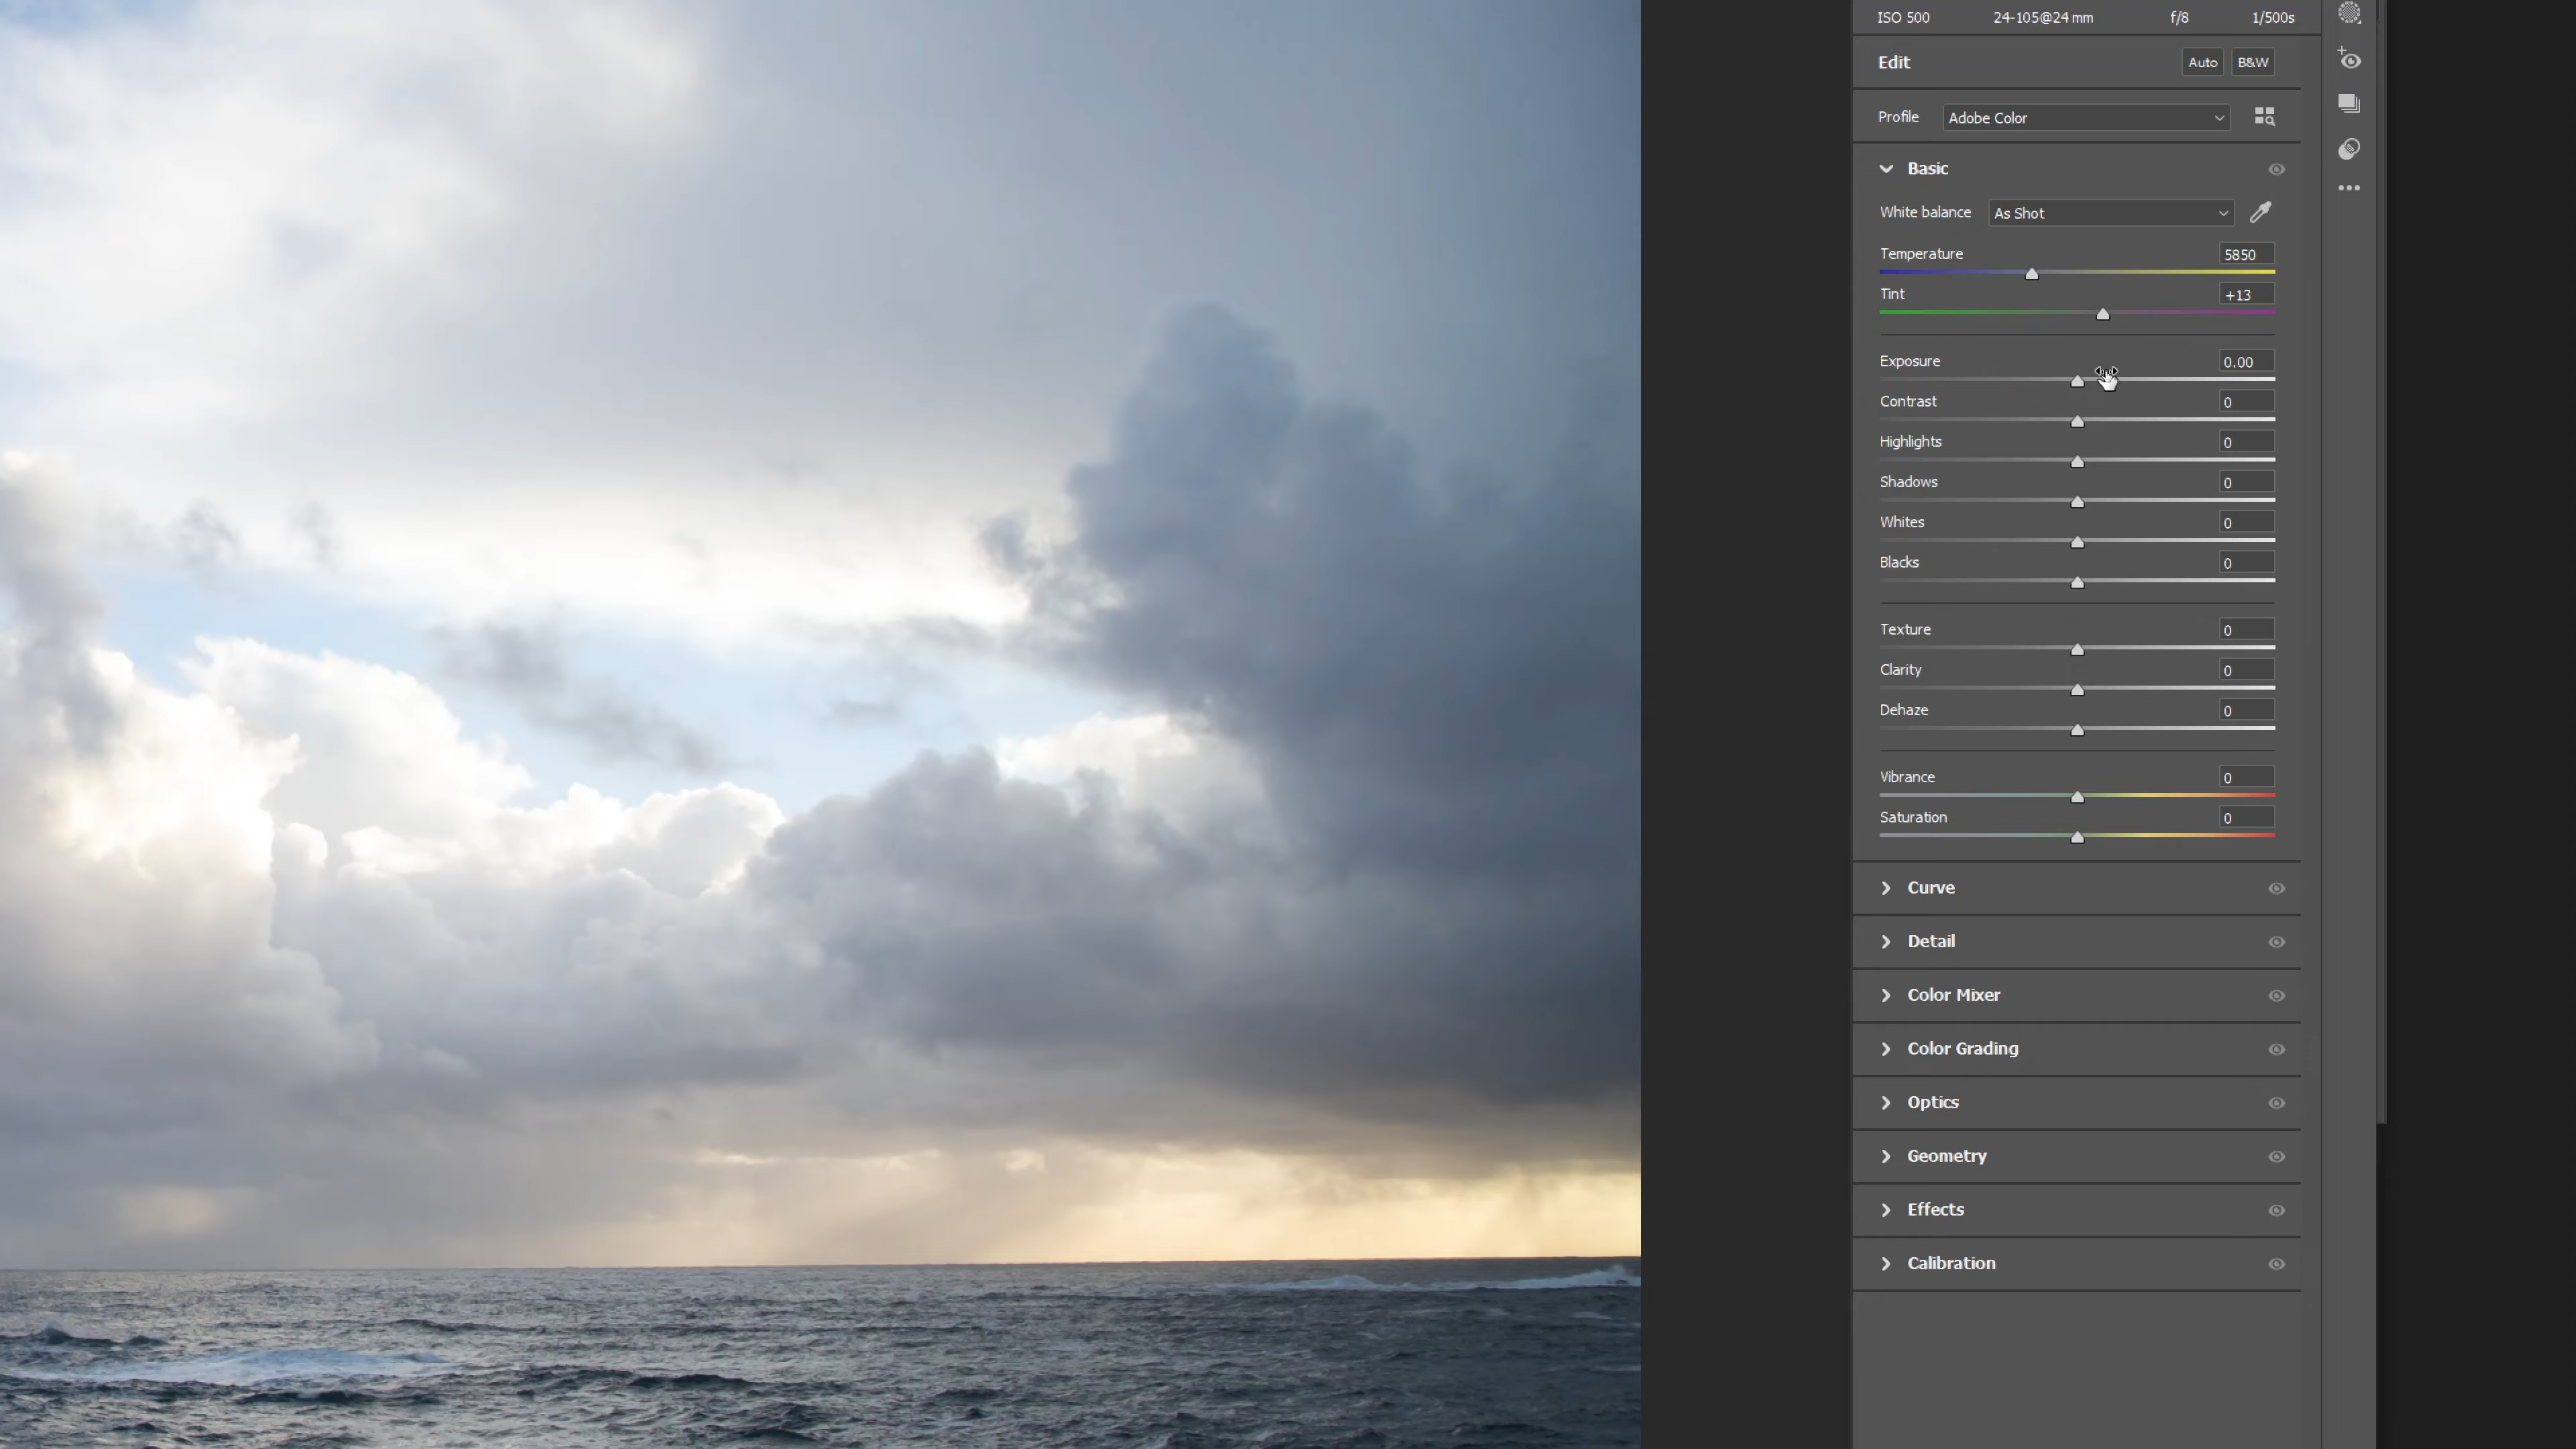 ISO 500 24-105@24 mm f/8 1/500s
Edit Auto B&W
Profile Adobe Color
Basic
White balance As Shot
Temperature 5850
Tint +13
Exposure 0.00
Contrast 0
Highlights 0
Shadows 0
Whites 0
Blacks 0
Texture 0
Clarity 0
Dehaze 0
Vibrance 0
Saturation 0
Curve
Detail
Color Mixer
Color Grading
Optics
Geometry
Effects
Calibration